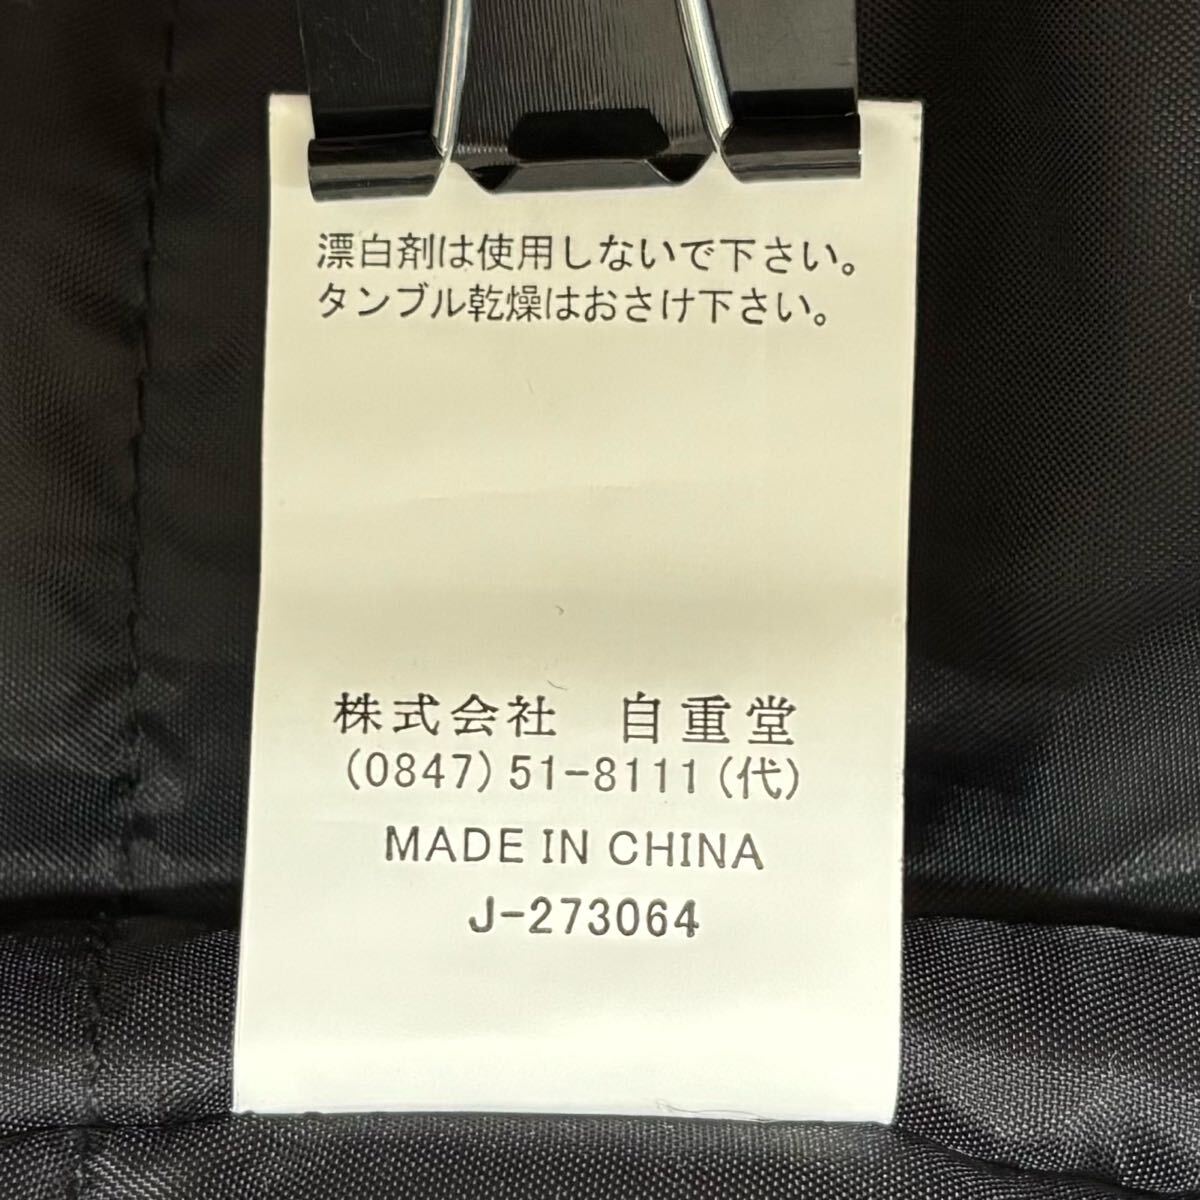 漂白剤は使用しないで下さい。
タンブル乾燥はおさけ下さい。
株式会社　自重堂
(0847)51-8111(代)
MADE IN CHINA
J-273064